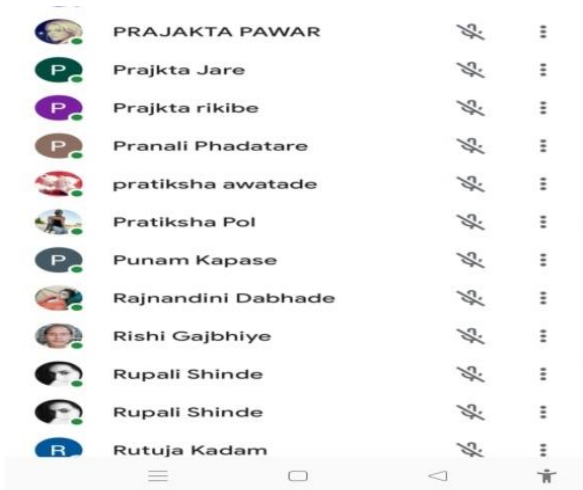 PRAJAKTA PAWAR
P Prajkta Jare
P Prajkta rikibe
P Pranali Phadatare
pratiksha awatade
Pratiksha Pol
P Punam Kapase
Rajnandini Dabhade
Rishi Gajbhiye
Rupali Shinde
Rupali Shinde
R Rutuja Kadam